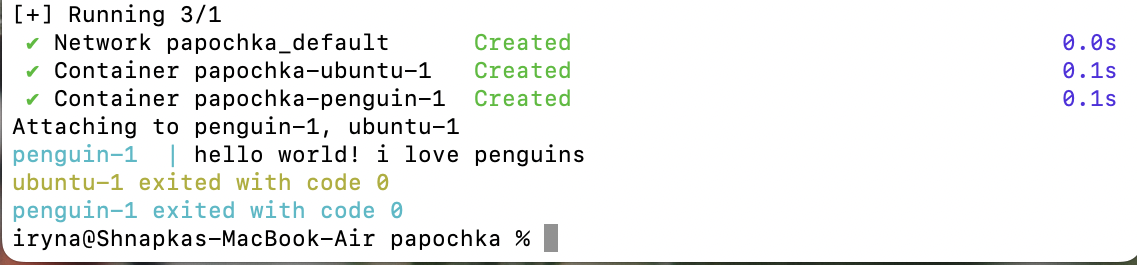 [+] Running 3/1
✔ Network papochka_default Created 0.0s
✔ Container papochka-ubuntu-1 Created 0.1s
✔ Container papochka-penguin-1 Created 0.1s
Attaching to penguin-1, ubuntu-1
penguin-1 | hello world! i love penguins
ubuntu-1 exited with code 0
penguin-1 exited with code 0
iryna@Shnapkas-MacBook-Air papochka %